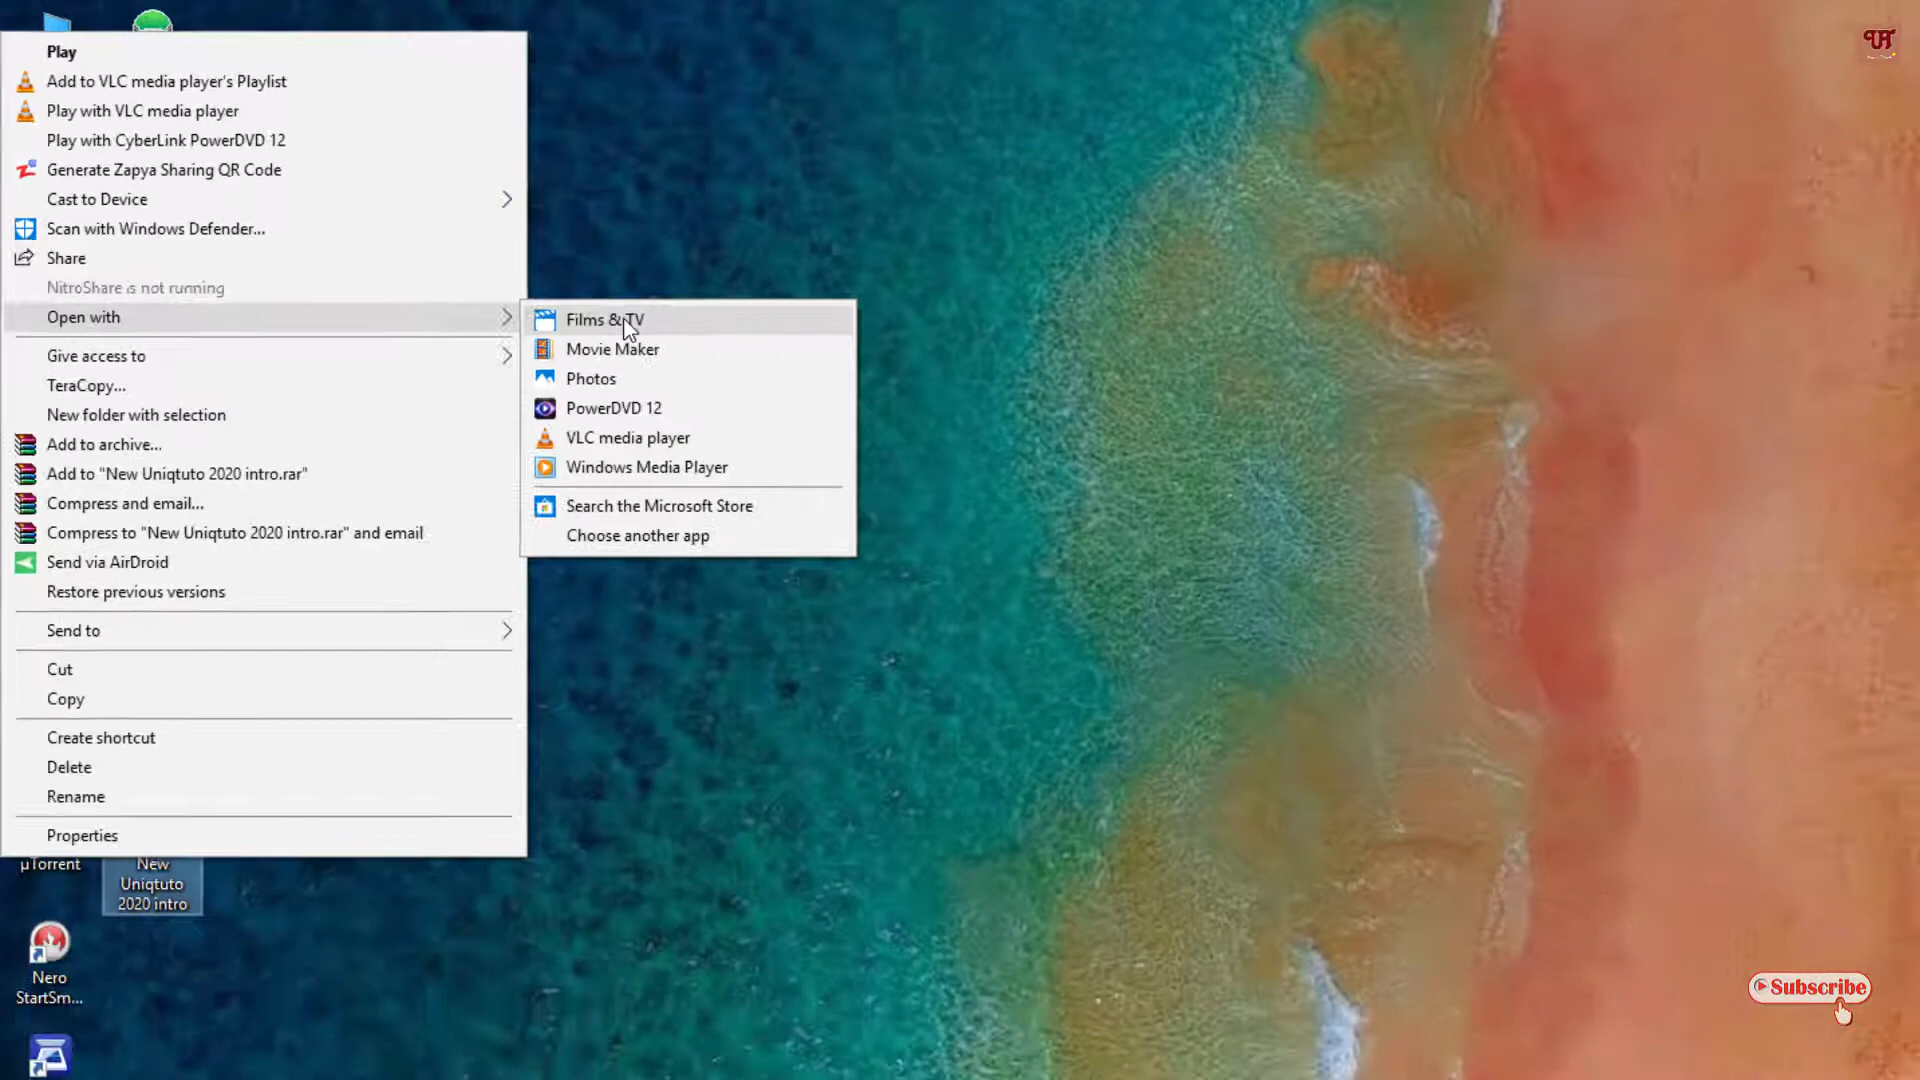 Play
Add to VLC media player's Playlist
Play with VLC media player
Play with CyberLink PowerDVD 12
Generate Zapya Sharing QR Code
Cast to Device
Scan with Windows Defender...
Share
NitroShare is not running
Open with
Give access to
TeraCopy...
New folder with selection
Add to archive...
Add to "New Uniqtuto 2020 intro.rar"
Compress and email...
Compress to "New Uniqtuto 2020 intro.rar" and email
Send via AirDroid
Restore previous versions
Send to
Cut
Copy
Create shortcut
Delete
Rename
Properties
Films & TV
Movie Maker
Photos
PowerDVD 12
VLC media player
Windows Media Player
Search the Microsoft Store
Choose another app
µTorrent
New
Uniqtuto
2020 intro
Nero
StartSm...
Subscribe